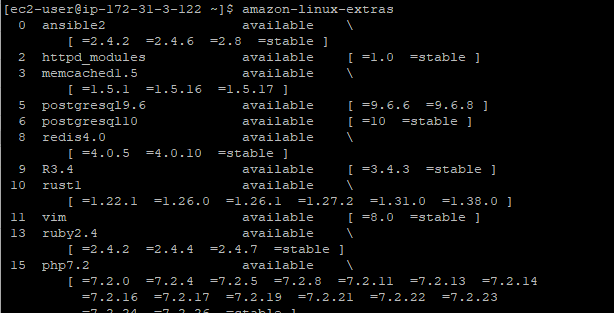 [ec2-user@ip-172-31-3-122 ~]$ amazon-linux-extras
0 ansible2 available \
[ =2.4.2 =2.4.6 =2.8 =stable ]
2 httpd_modules available [ =1.0 =stable ]
3 memcached1.5 available \
[ =1.5.1 =1.5.16 =1.5.17 ]
5 postgresql9.6 available [ =9.6.6 =9.6.8 ]
6 postgresql10 available [ =10 =stable ]
8 redis4.0 available \
[ =4.0.5 =4.0.10 =stable ]
9 R3.4 available [ =3.4.3 =stable ]
10 rust1 available \
[ =1.22.1 =1.26.0 =1.26.1 =1.27.2 =1.31.0 =1.38.0 ]
11 vim available [ =8.0 =stable ]
13 ruby2.4 available \
[ =2.4.2 =2.4.4 =2.4.7 =stable ]
15 php7.2 available \
[ =7.2.0 =7.2.4 =7.2.5 =7.2.8 =7.2.11 =7.2.13 =7.2.14
=7.2.16 =7.2.17 =7.2.19 =7.2.21 =7.2.22 =7.2.23
=7.2.24 =7.2.26 =stable ]